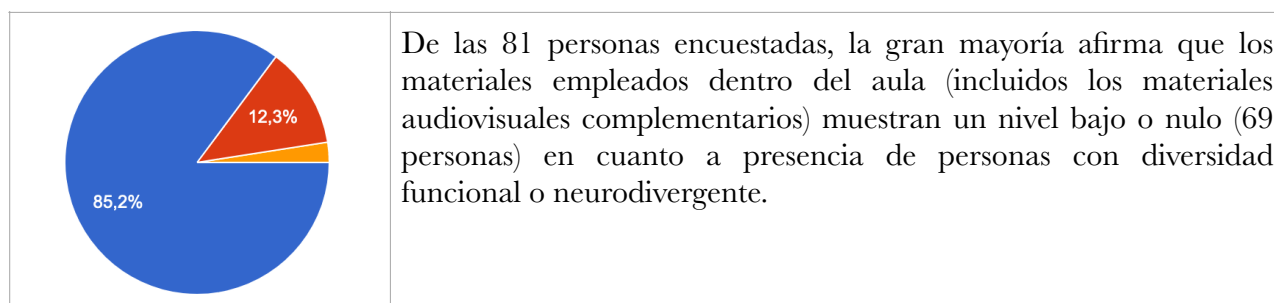 12,3%
85,2%
De las 81 personas encuestadas, la gran mayoría afirma que los
materiales empleados dentro del aula (incluidos los materiales
audiovisuales complementarios) muestran un nivel bajo o nulo (69
personas) en cuanto a presencia de personas con diversidad
funcional o neurodivergente.